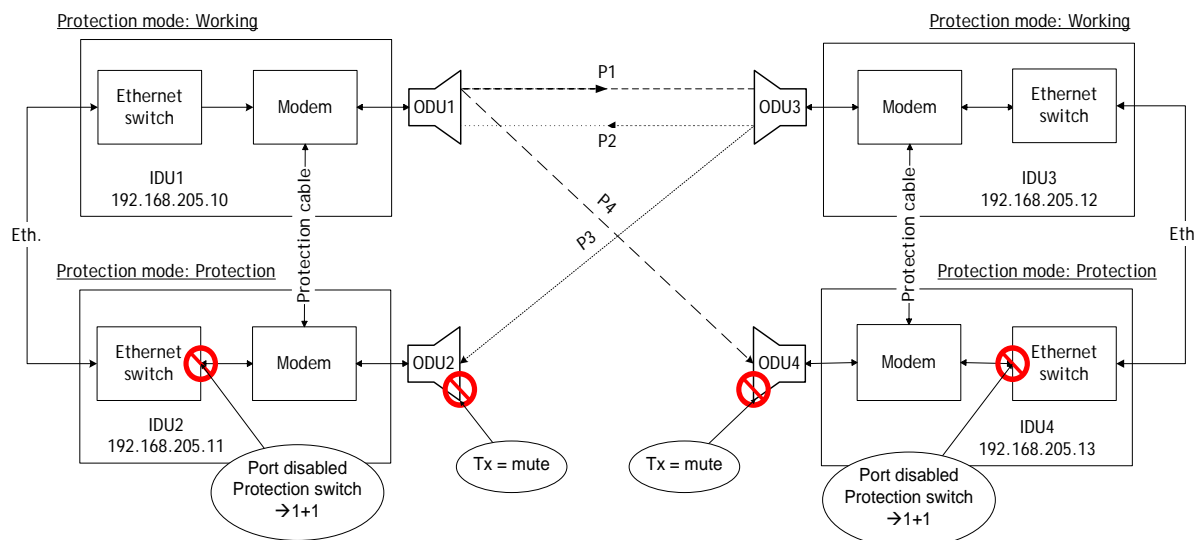 Protection mode: Working
Protection mode: Working
Ethernet
switch
Modem
ODU1
P1
P2
ODU3
Modem
Ethernet
switch
IDU1
192.168.205.10
IDU3
192.168.205.12
Eth.
Protection cable
P4
P3
Protection cable
Eth
Protection mode: Protection
Protection mode: Protection
Ethernet
switch
Modem
ODU2
ODU4
Modem
Ethernet
switch
IDU2
192.168.205.11
IDU4
192.168.205.13
Port disabled
Protection switch
→1+1
Tx = mute
Tx = mute
Port disabled
Protection switch
→1+1